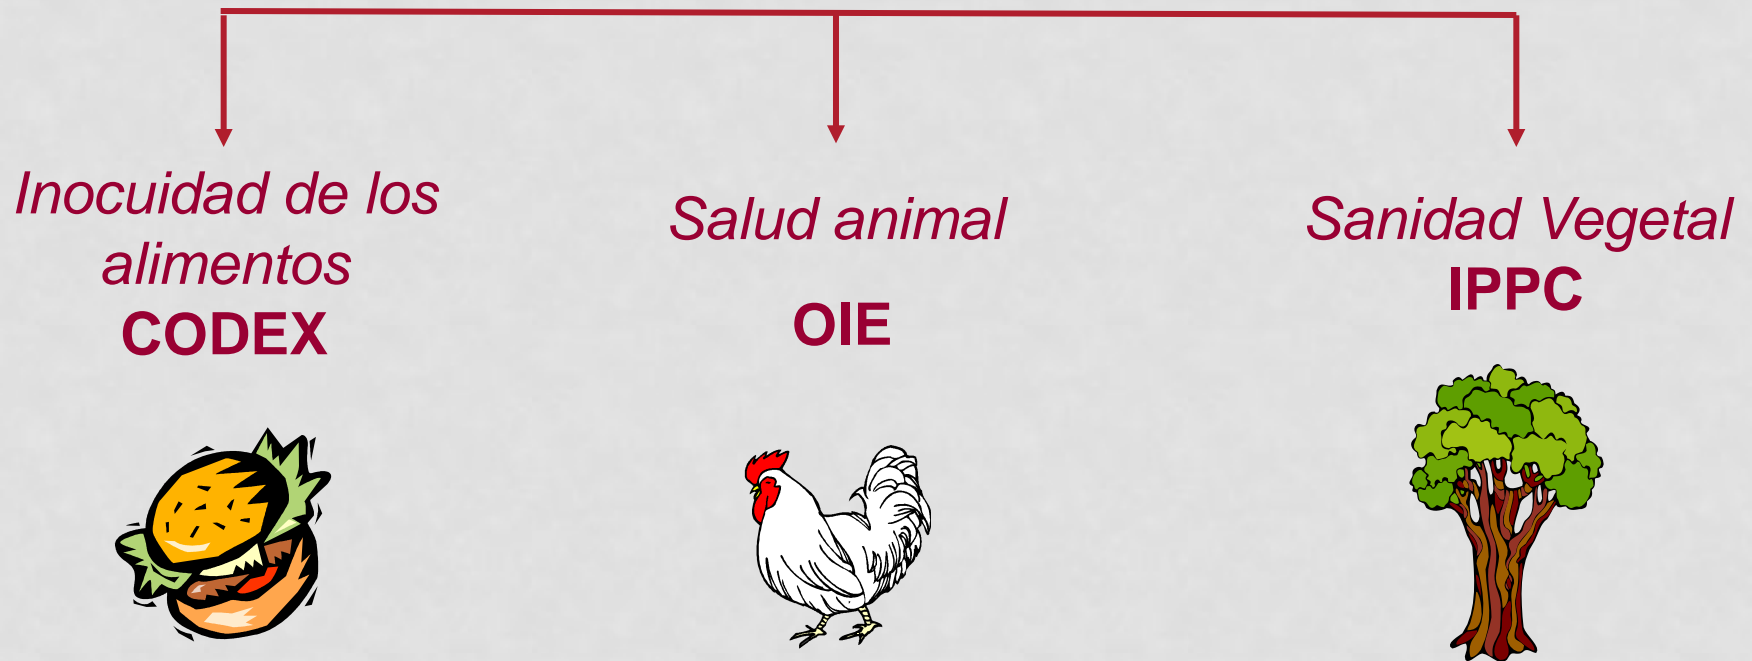 Inocuidad de los
alimentos
CODEX
Salud animal
OIE
Sanidad Vegetal
IPPC